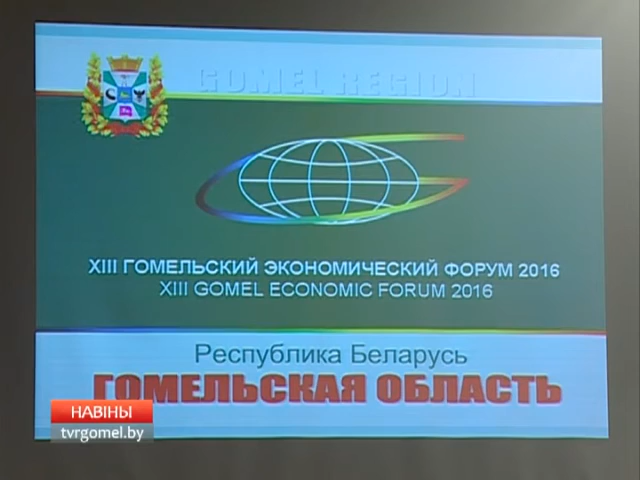 GOMEL REGION
XIII ГОМЕЛЬСКИЙ ЭКОНОМИЧЕСКИЙ ФОРУМ 2016
XIII GOMEL ECONOMIC FORUM 2016
Республика Беларусь
ГОМЕЛЬСКАЯ ОБЛАСТЬ
НАВІНЫ
tvrgomel.by